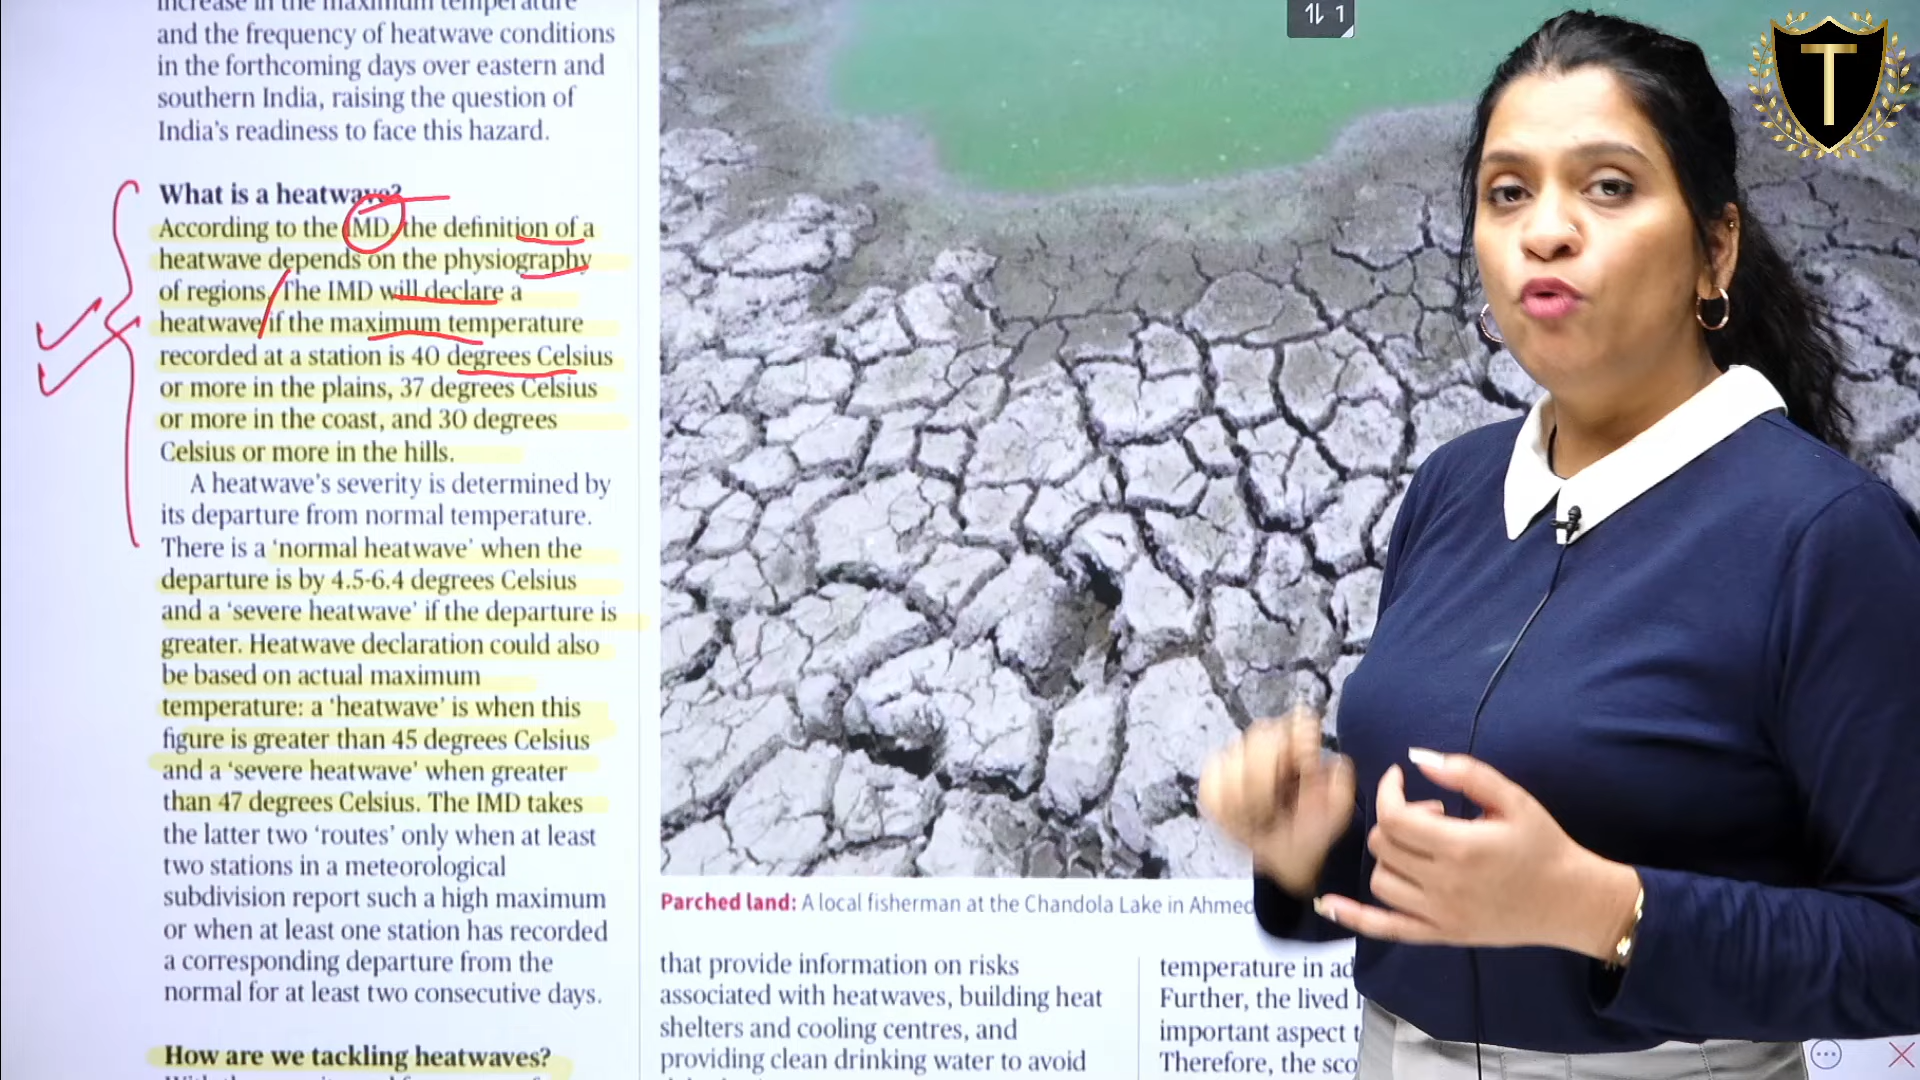 increase in the maximum temperature
and the frequency of heatwave conditions
in the forthcoming days over eastern and
southern India, raising the question of
India's readiness to face this hazard.
What is a heatwave?
According to the IMD, the definition of a
heatwave depends on the physiography
of regions. The IMD will declare a
heatwave if the maximum temperature
recorded at a station is 40 degrees Celsius
or more in the plains, 37 degrees Celsius
or more in the coast, and 30 degrees
Celsius or more in the hills.
A heatwave's severity is determined by
its departure from normal temperature.
There is a 'normal heatwave' when the
departure is by 4.5-6.4 degrees Celsius
and a 'severe heatwave' if the departure is
greater. Heatwave declaration could also
be based on actual maximum
temperature: a 'heatwave' is when this
figure is greater than 45 degrees Celsius
and a 'severe heatwave' when greater
than 47 degrees Celsius. The IMD takes
the latter two 'routes' only when at least
two stations in a meteorological
subdivision report such a high maximum
or when at least one station has recorded
a corresponding departure from the
normal for at least two consecutive days.
How are we tackling heatwaves?
Parched land: A local fisherman at the Chandola Lake in Ahmed
that provide information on risks
associated with heatwaves, building heat
shelters and cooling centres, and
providing clean drinking water to avoid
temperature in ad
Further, the lived
important aspect t
Therefore, the sco
1
T